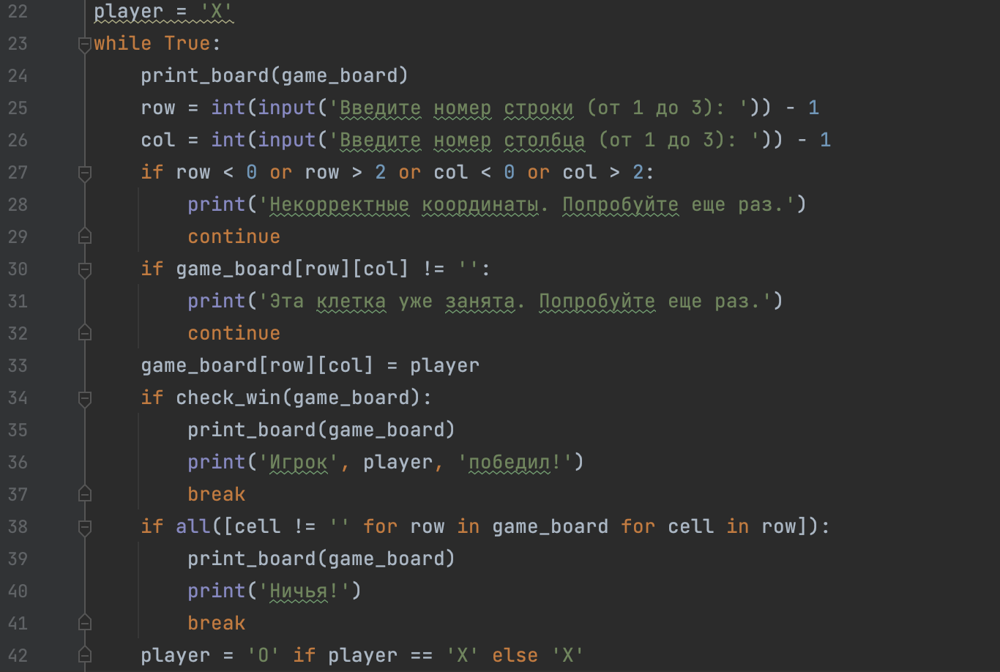 22 player = 'X'
23 while True:
24     print_board(game_board)
25     row = int(input('Введите номер строки (от 1 до 3): ')) - 1
26     col = int(input('Введите номер столбца (от 1 до 3): ')) - 1
27     if row < 0 or row > 2 or col < 0 or col > 2:
28         print('Некорректные координаты. Попробуйте еще раз.')
29         continue
30     if game_board[row][col] != '':
31         print('Эта клетка уже занята. Попробуйте еще раз.')
32         continue
33     game_board[row][col] = player
34     if check_win(game_board):
35         print_board(game_board)
36         print('Игрок', player, 'победил!')
37         break
38     if all([cell != '' for row in game_board for cell in row]):
39         print_board(game_board)
40         print('Ничья!')
41         break
42     player = 'O' if player == 'X' else 'X'